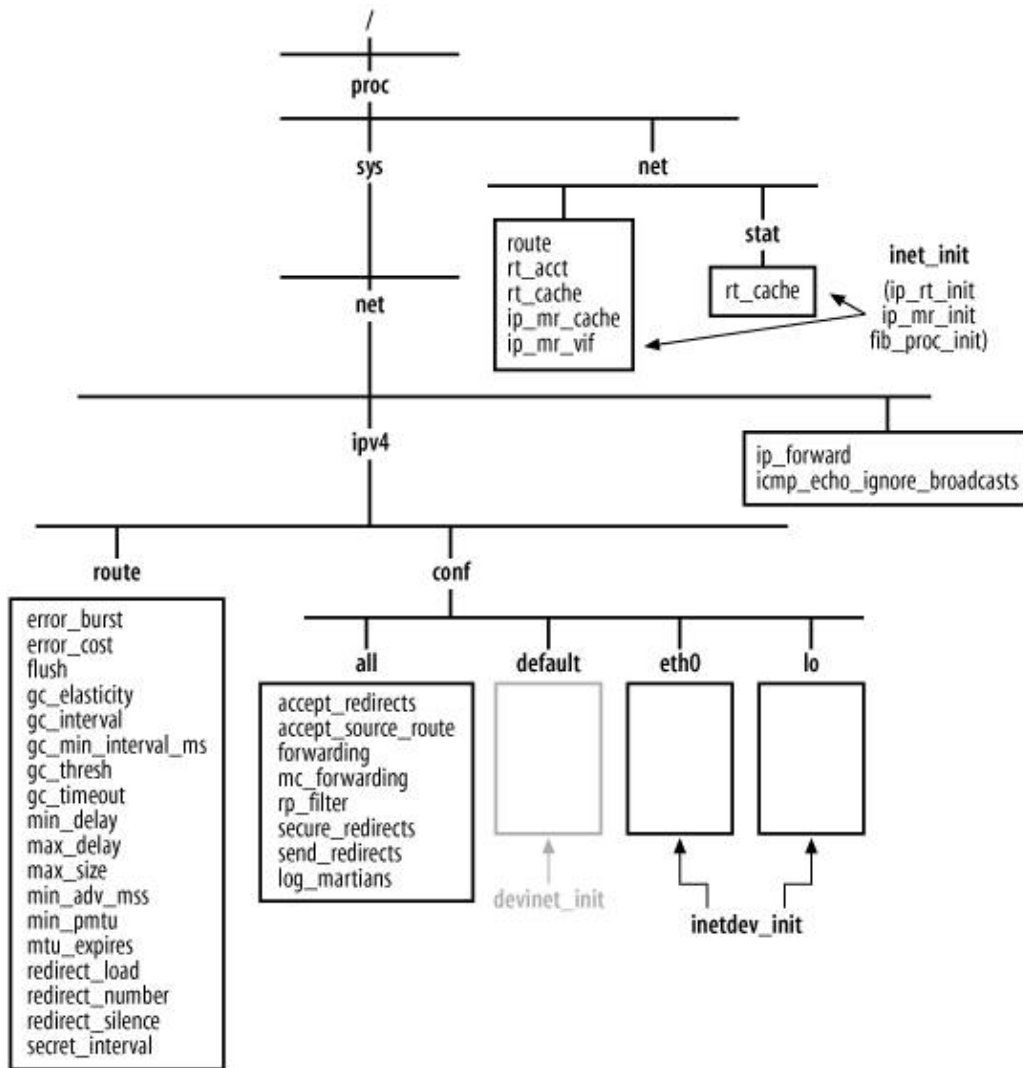 /
proc
sys
net
stat
route
rt_acct
rt_cache
ip_mr_cache
ip_mr_vif
rt_cache
inet_init
(ip_rt_init
ip_mr_init
fib_proc_init)
net
ipv4
ip_forward
icmp_echo_ignore_broadcasts
route
error_burst
error_cost
flush
gc_elasticity
gc_interval
gc_min_interval_ms
gc_thresh
gc_timeout
min_delay
max_delay
max_size
min_adv_mss
min_pmtu
mtu_expires
redirect_load
redirect_number
redirect_silence
secret_interval
conf
all
accept_redirects
accept_source_route
forwarding
mc_forwarding
rp_filter
secure_redirects
send_redirects
log_martians
default
devinet_init
eth0
lo
inetdev_init